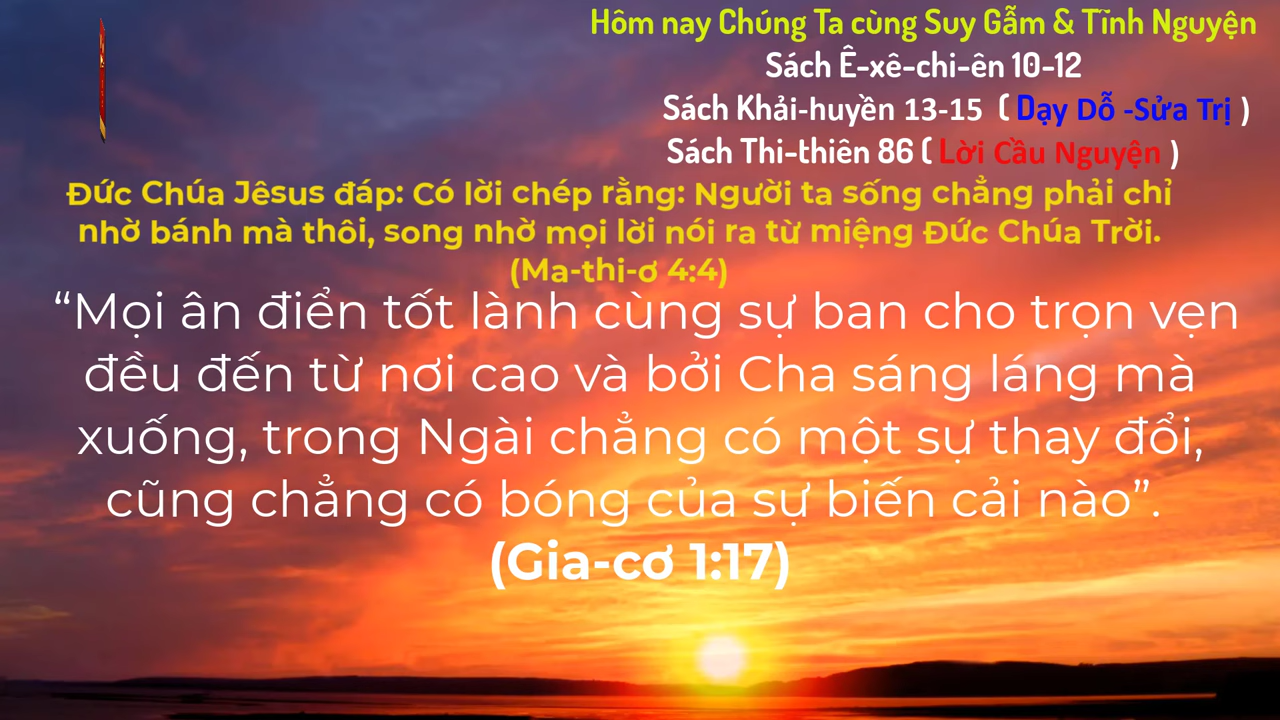 Hôm nay Chúng Ta cùng Suy Gẫm & Tĩnh Nguyện
Sách Ê-xê-chi-ên 10-12
Sách Khải-huyền 13-15 ( Dạy Dỗ -Sửa Trị )
Sách Thi-thiên 86 ( Lời Cầu Nguyện )
Đức Chúa Jêsus đáp: Có lời chép rằng: Người ta sống chẳng phải chỉ
nhờ bánh mà thôi, song nhờ mọi lời nói ra từ miệng Đức Chúa Trời.
(Ma-thi-ơ 4:4)
“Mọi ân điển tốt lành cùng sự ban cho trọn vẹn
đều đến từ nơi cao và bởi Cha sáng láng mà
xuống, trong Ngài chẳng có một sự thay đổi,
cũng chẳng có bóng của sự biến cải nào”.
(Gia-cơ 1:17)